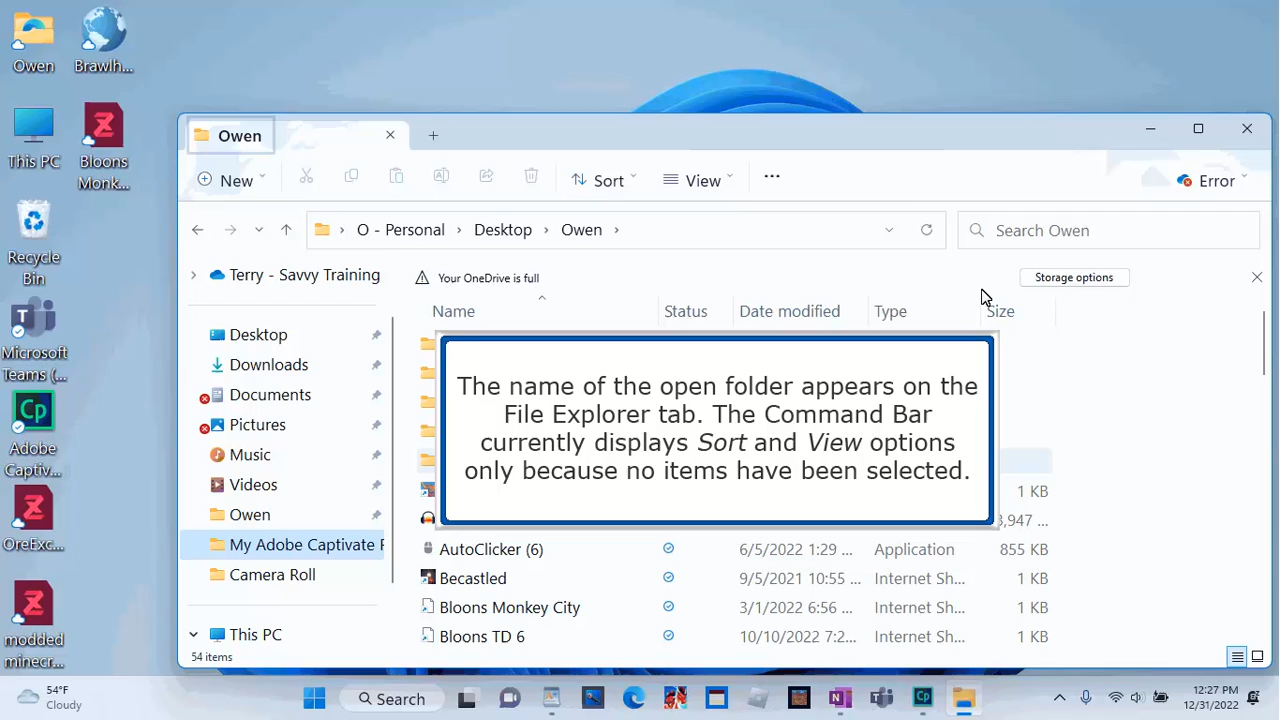 Owen
Brawlh...
This PC
Bloons
Monk...
Recycle
Bin
Microsoft
Teams (...
Adobe
Captiv...
OreExc...
modded
minecr...
Owen
New
Sort
View
Error
O - Personal
Desktop
Owen
Search Owen
Terry - Savvy Training
Your OneDrive is full
Storage options
Name
Status
Date modified
Type
Size
Desktop
Downloads
Documents
Pictures
Music
Videos
Owen
My Adobe Captivate
Camera Roll
This PC
The name of the open folder appears on the
File Explorer tab. The Command Bar
currently displays Sort and View options
only because no items have been selected.
1 KB
3,947 ...
AutoClicker (6) 6/5/2022 1:29 ... Application 855 KB
Becastled 9/5/2021 10:55 ... Internet Sh... 1 KB
Bloons Monkey City 3/1/2022 6:56 ... Internet Sh... 1 KB
Bloons TD 6 10/10/2022 7:2... Internet Sh... 1 KB
54 items
54°F
Cloudy
Search
12:27 PM
12/31/2022